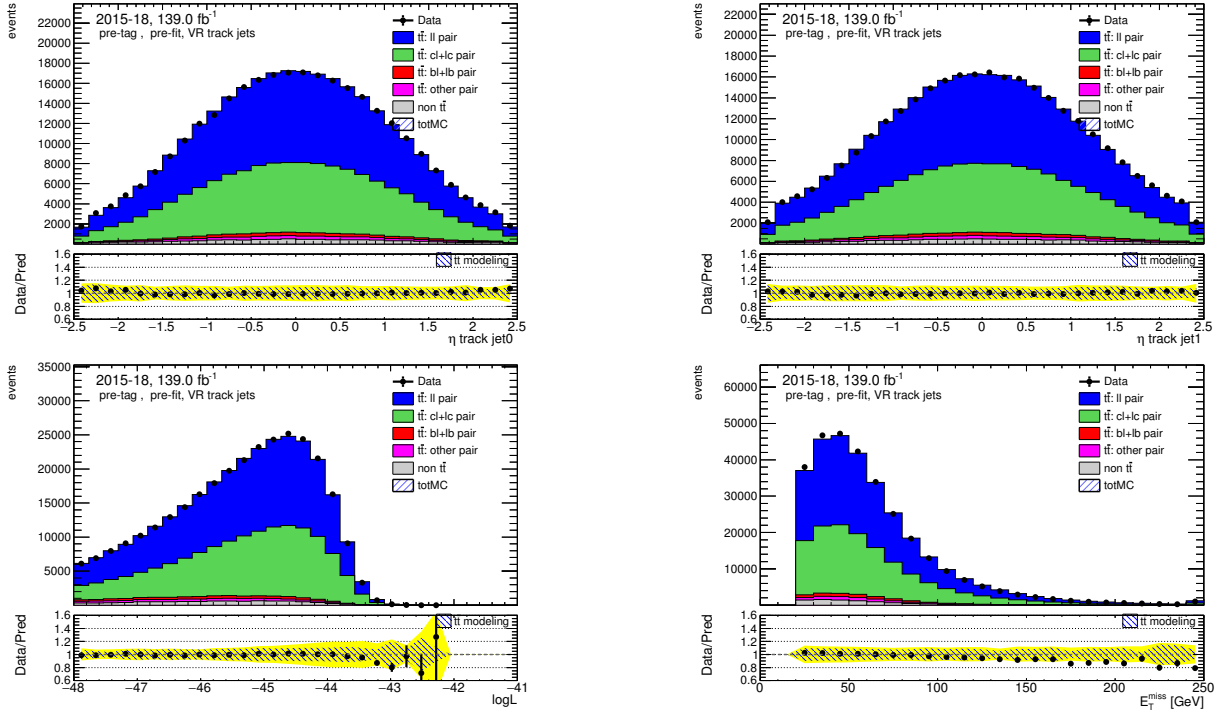 events
22000
20000
18000
16000
14000
12000
10000
8000
6000
4000
2000
2015-18, 139.0 fb-1
pre-tag , pre-fit, VR track jets
Data
tt̄: ll pair
tt̄: cl+lc pair
tt̄: bl+lb pair
tt̄: other pair
non tt̄
totMC
Data/Pred
1.6
1.4
1.2
1
0.8
0.6
tt̄ modeling
−2.5 −2 −1.5 −1 −0.5 0 0.5 1 1.5 2 2.5
η track jet0
events
22000
20000
18000
16000
14000
12000
10000
8000
6000
4000
2000
2015-18, 139.0 fb-1
pre-tag , pre-fit, VR track jets
Data
tt̄: ll pair
tt̄: cl+lc pair
tt̄: bl+lb pair
tt̄: other pair
non tt̄
totMC
Data/Pred
1.6
1.4
1.2
1
0.8
0.6
tt̄ modeling
−2.5 −2 −1.5 −1 −0.5 0 0.5 1 1.5 2 2.5
η track jet1
events
35000
30000
25000
20000
15000
10000
5000
2015-18, 139.0 fb-1
pre-tag , pre-fit, VR track jets
Data
tt̄: ll pair
tt̄: cl+lc pair
tt̄: bl+lb pair
tt̄: other pair
non tt̄
totMC
Data/Pred
1.6
1.4
1.2
1
0.8
0.6
tt̄ modeling
−48 −47 −46 −45 −44 −43 −42 −41
logL
events
60000
50000
40000
30000
20000
10000
2015-18, 139.0 fb-1
pre-tag , pre-fit, VR track jets
Data
tt̄: ll pair
tt̄: cl+lc pair
tt̄: bl+lb pair
tt̄: other pair
non tt̄
totMC
Data/Pred
1.6
1.4
1.2
1
0.8
0.6
tt̄ modeling
0 50 100 150 200 250
E_T^miss [GeV]